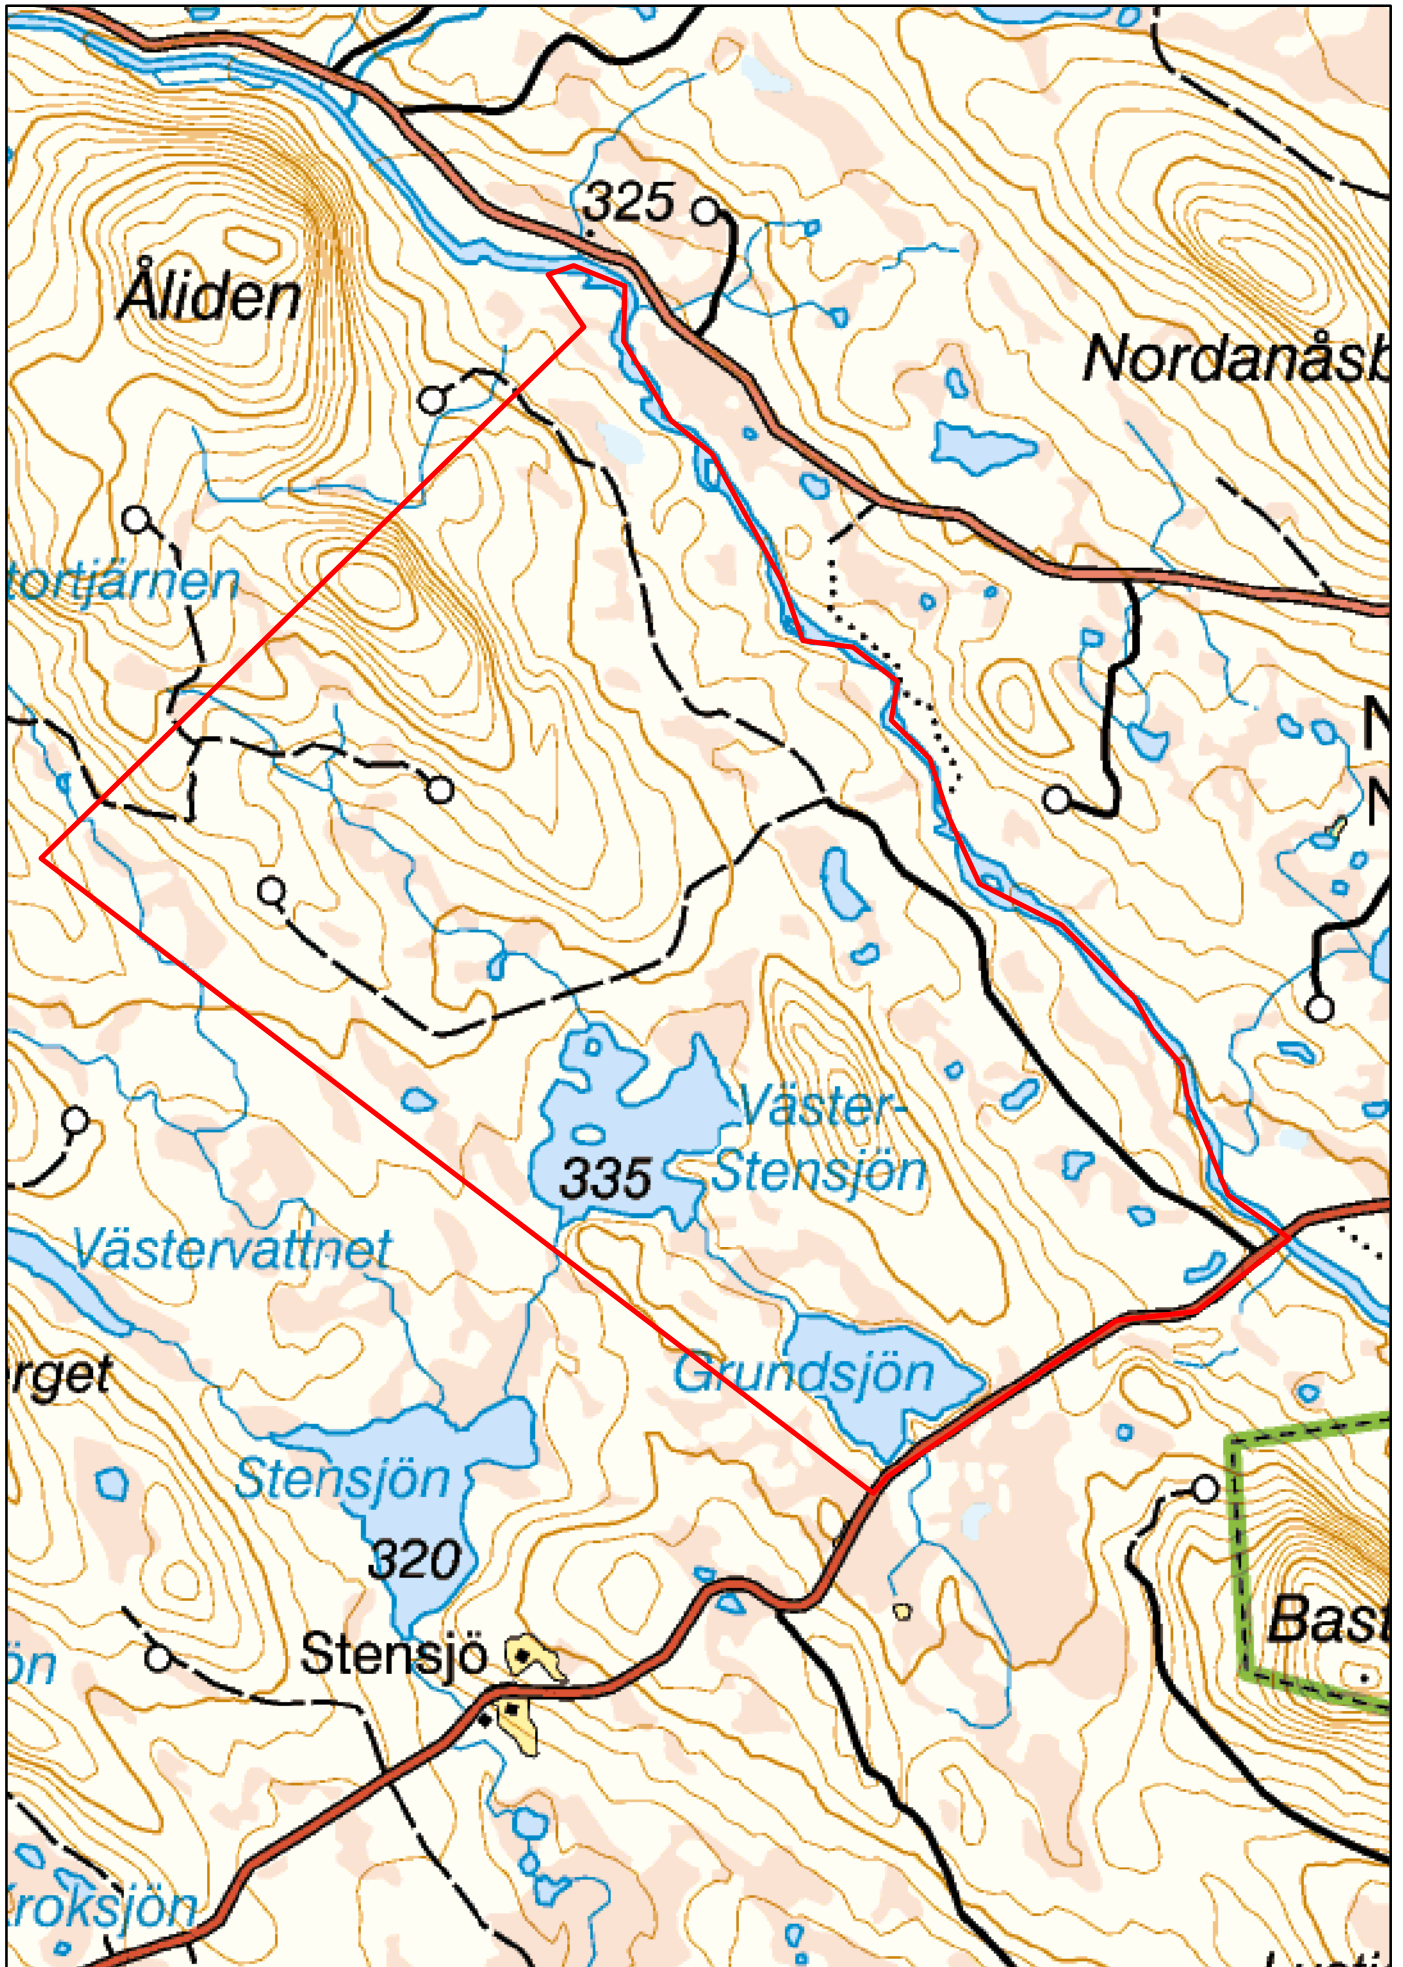 325
Åliden
Nordanåsb
tortjärnen
N
N
Väster-
Stensjön
335
Västervattnet
rget
Grundsjön
Stensjön
320
Bast
Stensjö
ön
roksjön